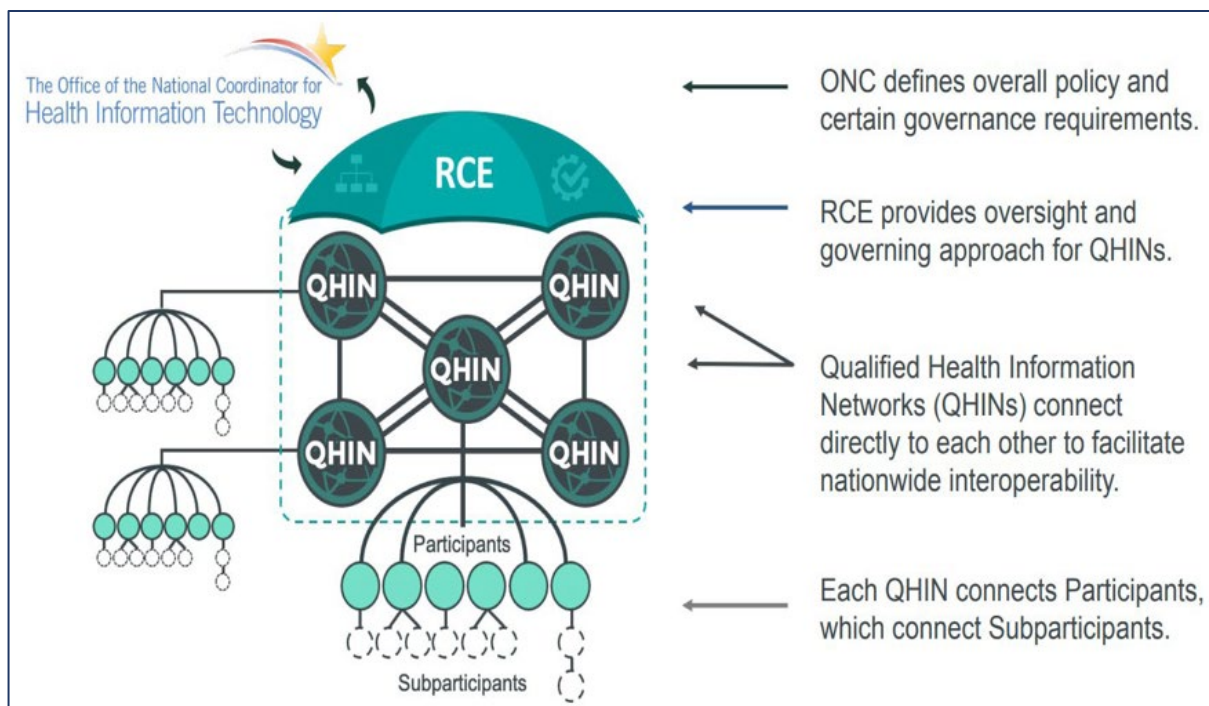 The Office of the National Coordinator for
Health Information Technology
RCE
QHIN
QHIN
QHIN
QHIN
QHIN
Participants
Subparticipants
ONC defines overall policy and
certain governance requirements.
RCE provides oversight and
governing approach for QHINs.
Qualified Health Information
Networks (QHINs) connect
directly to each other to facilitate
nationwide interoperability.
Each QHIN connects Participants,
which connect Subparticipants.